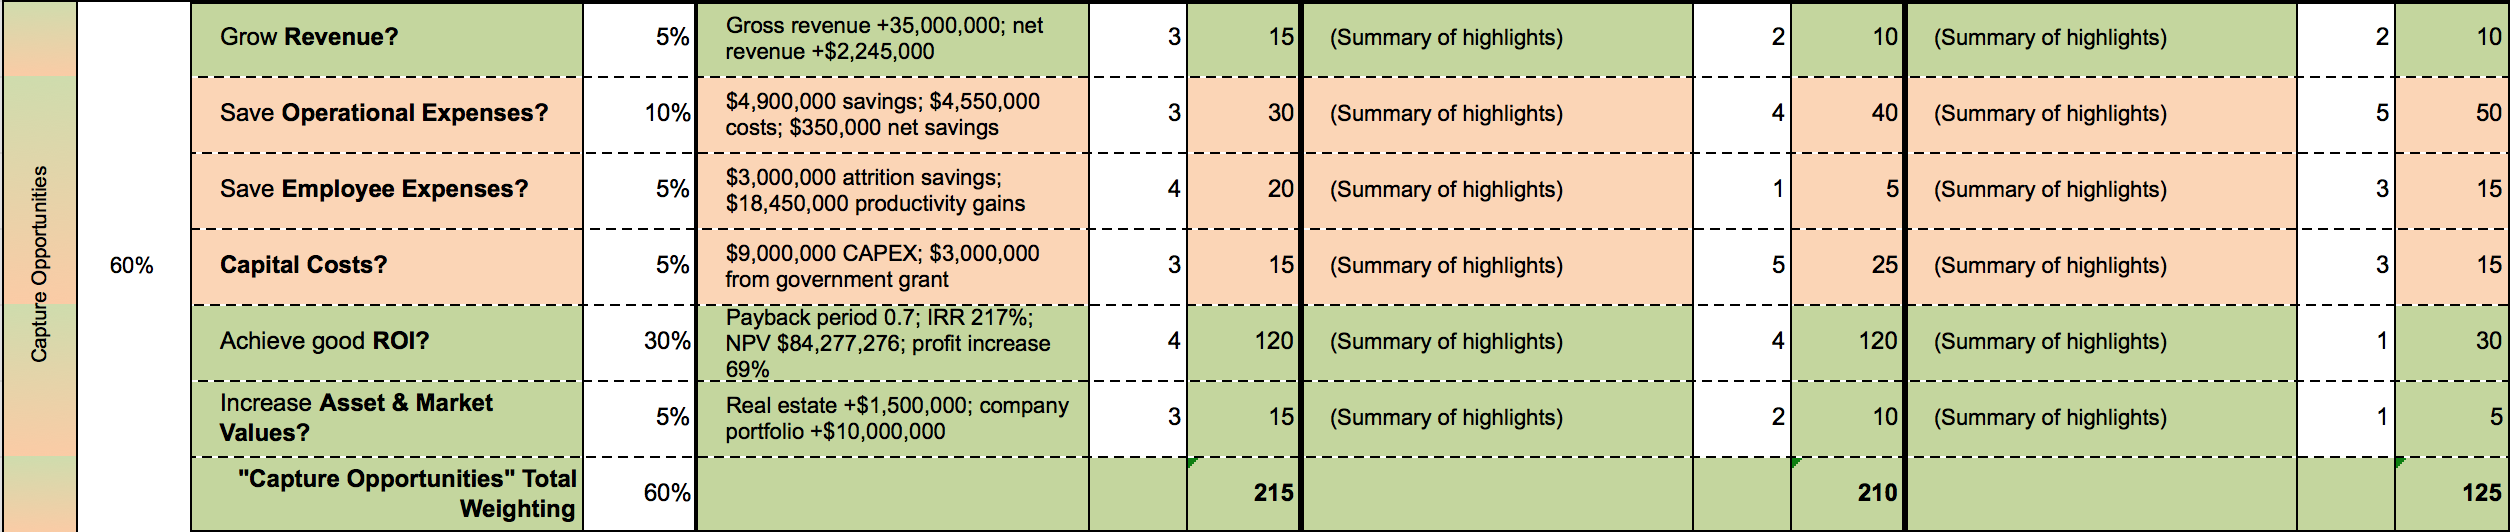 Capture Opportunities
60%
Grow Revenue?
5%
Gross revenue +35,000,000; net
revenue +$2,245,000
3
15
(Summary of highlights)
2
10
(Summary of highlights)
2
10
Save Operational Expenses?
10%
$4,900,000 savings; $4,550,000
costs; $350,000 net savings
3
30
(Summary of highlights)
4
40
(Summary of highlights)
5
50
Save Employee Expenses?
5%
$3,000,000 attrition savings;
$18,450,000 productivity gains
4
20
(Summary of highlights)
1
5
(Summary of highlights)
3
15
Capital Costs?
5%
$9,000,000 CAPEX; $3,000,000
from government grant
3
15
(Summary of highlights)
5
25
(Summary of highlights)
3
15
Achieve good ROI?
30%
Payback period 0.7; IRR 217%;
NPV $84,277,276; profit increase
69%
4
120
(Summary of highlights)
4
120
(Summary of highlights)
1
30
Increase Asset & Market
Values?
5%
Real estate +$1,500,000; company
portfolio +$10,000,000
3
15
(Summary of highlights)
2
10
(Summary of highlights)
1
5
"Capture Opportunities" Total
Weighting
60%
215
210
125